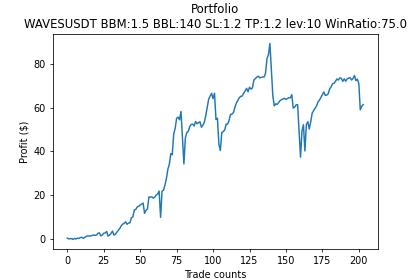 Portfolio
WAVESUSDT BBM:1.5 BBL:140 SL:1.2 TP:1.2 lev:10 WinRatio:75.0
Profit ($)
80
60
40
20
0
0 25 50 75 100 125 150 175 200
Trade counts